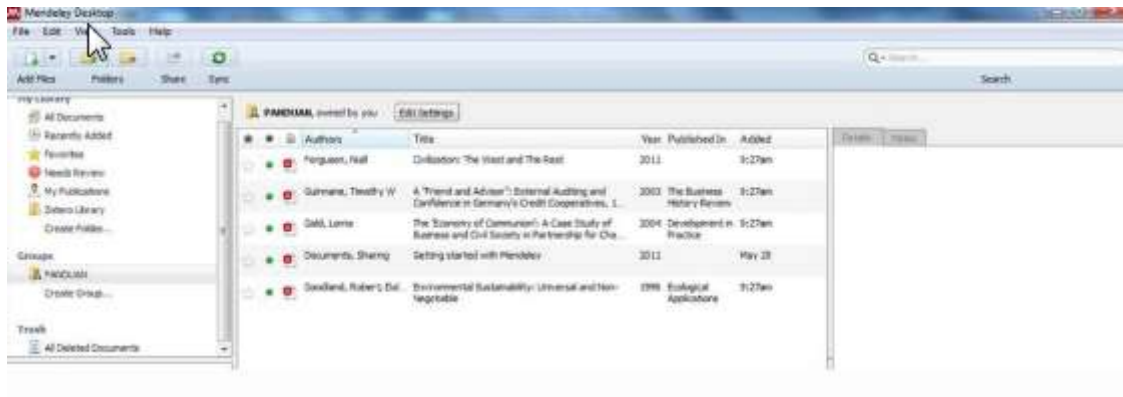 Mendeley Desktop
File Edit Tools Help
Add Files Folders Share Sync Search
My Library
All Documents
Recently Added
Favorites
Needs Review
My Publications
Zotero Library
Create Folder...
Groups
PANDUAN
Create Group...
Trash
All Deleted Documents
PANDUAN, owned by you Edit Settings
Authors Title Year Published In Added
Ferguson, Niall Civilization: The West and The Rest 2011 9:27am
Guinnane, Timothy W A "Friend and Advisor": External Auditing and 2003 The Business 9:27am
Confidence in Germany's Credit Cooperatives, 1... History Review
Gold, Lorna The 'Economy of Communion': A Case Study of 2004 Development in 9:27am
Business and Civil Society in Partnership for Cha... Practice
Documents, Sharing Getting started with Mendeley 2011 May 28
Goodland, Robert; Dal... Environmental Sustainability: Universal and Non- 1996 Ecological 9:27am
Negotiable Applications
Details Notes